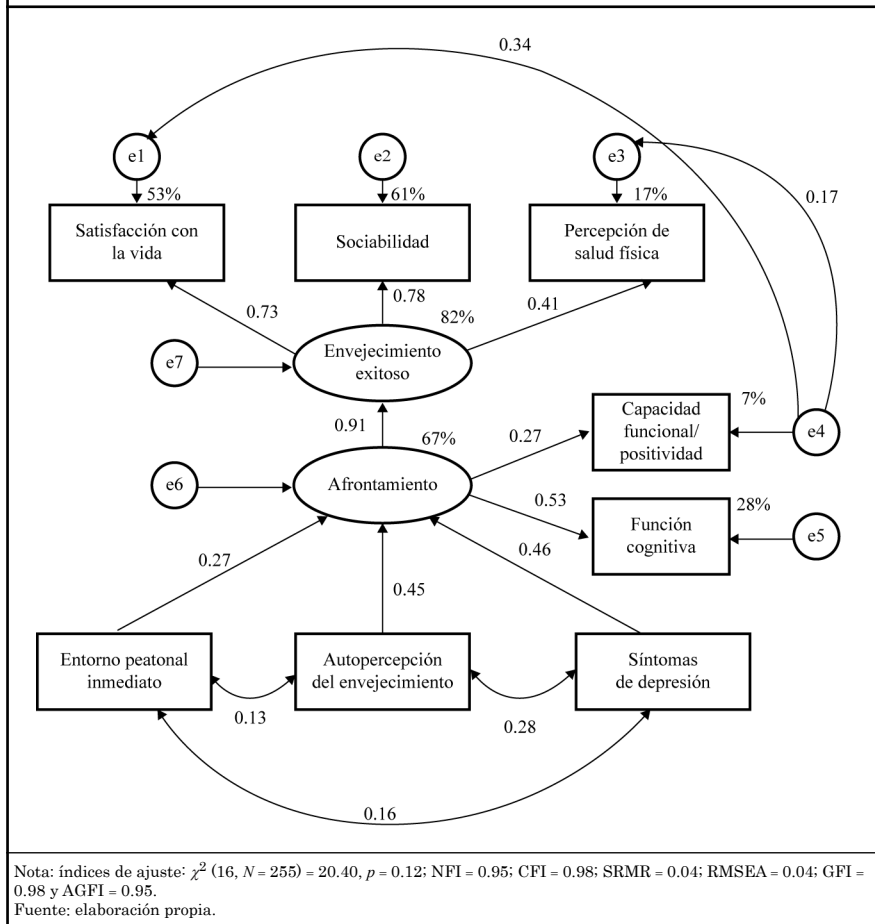 0.34
e1
e2
e3
53%
61%
17%
0.17
Satisfacción con
la vida
Sociabilidad
Percepción de
salud física
0.73
0.78
0.41
82%
e7
Envejecimiento
exitoso
0.91
67%
0.27
Capacidad
funcional/
positividad
7%
e4
e6
Afrontamiento
0.53
Función
cognitiva
28%
e5
0.27
0.45
0.46
Entorno peatonal
inmediato
Autopercepción
del envejecimiento
Síntomas
de depresión
0.13
0.28
0.16
Nota: índices de ajuste: χ² (16, N = 255) = 20.40, p = 0.12; NFI = 0.95; CFI = 0.98; SRMR = 0.04; RMSEA = 0.04; GFI =
0.98 y AGFI = 0.95.
Fuente: elaboración propia.